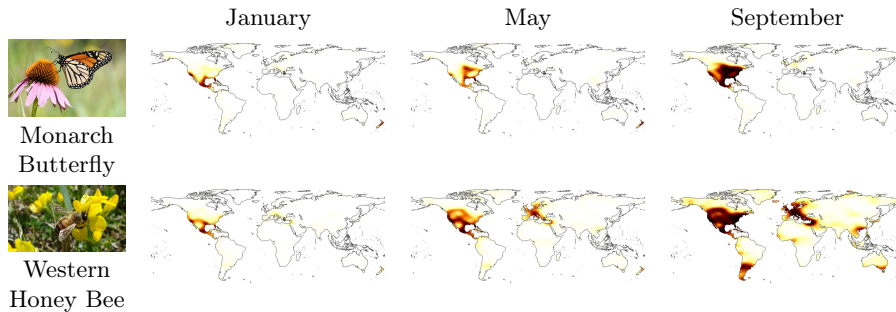 January
May
September
Monarch
Butterfly
Western
Honey Bee